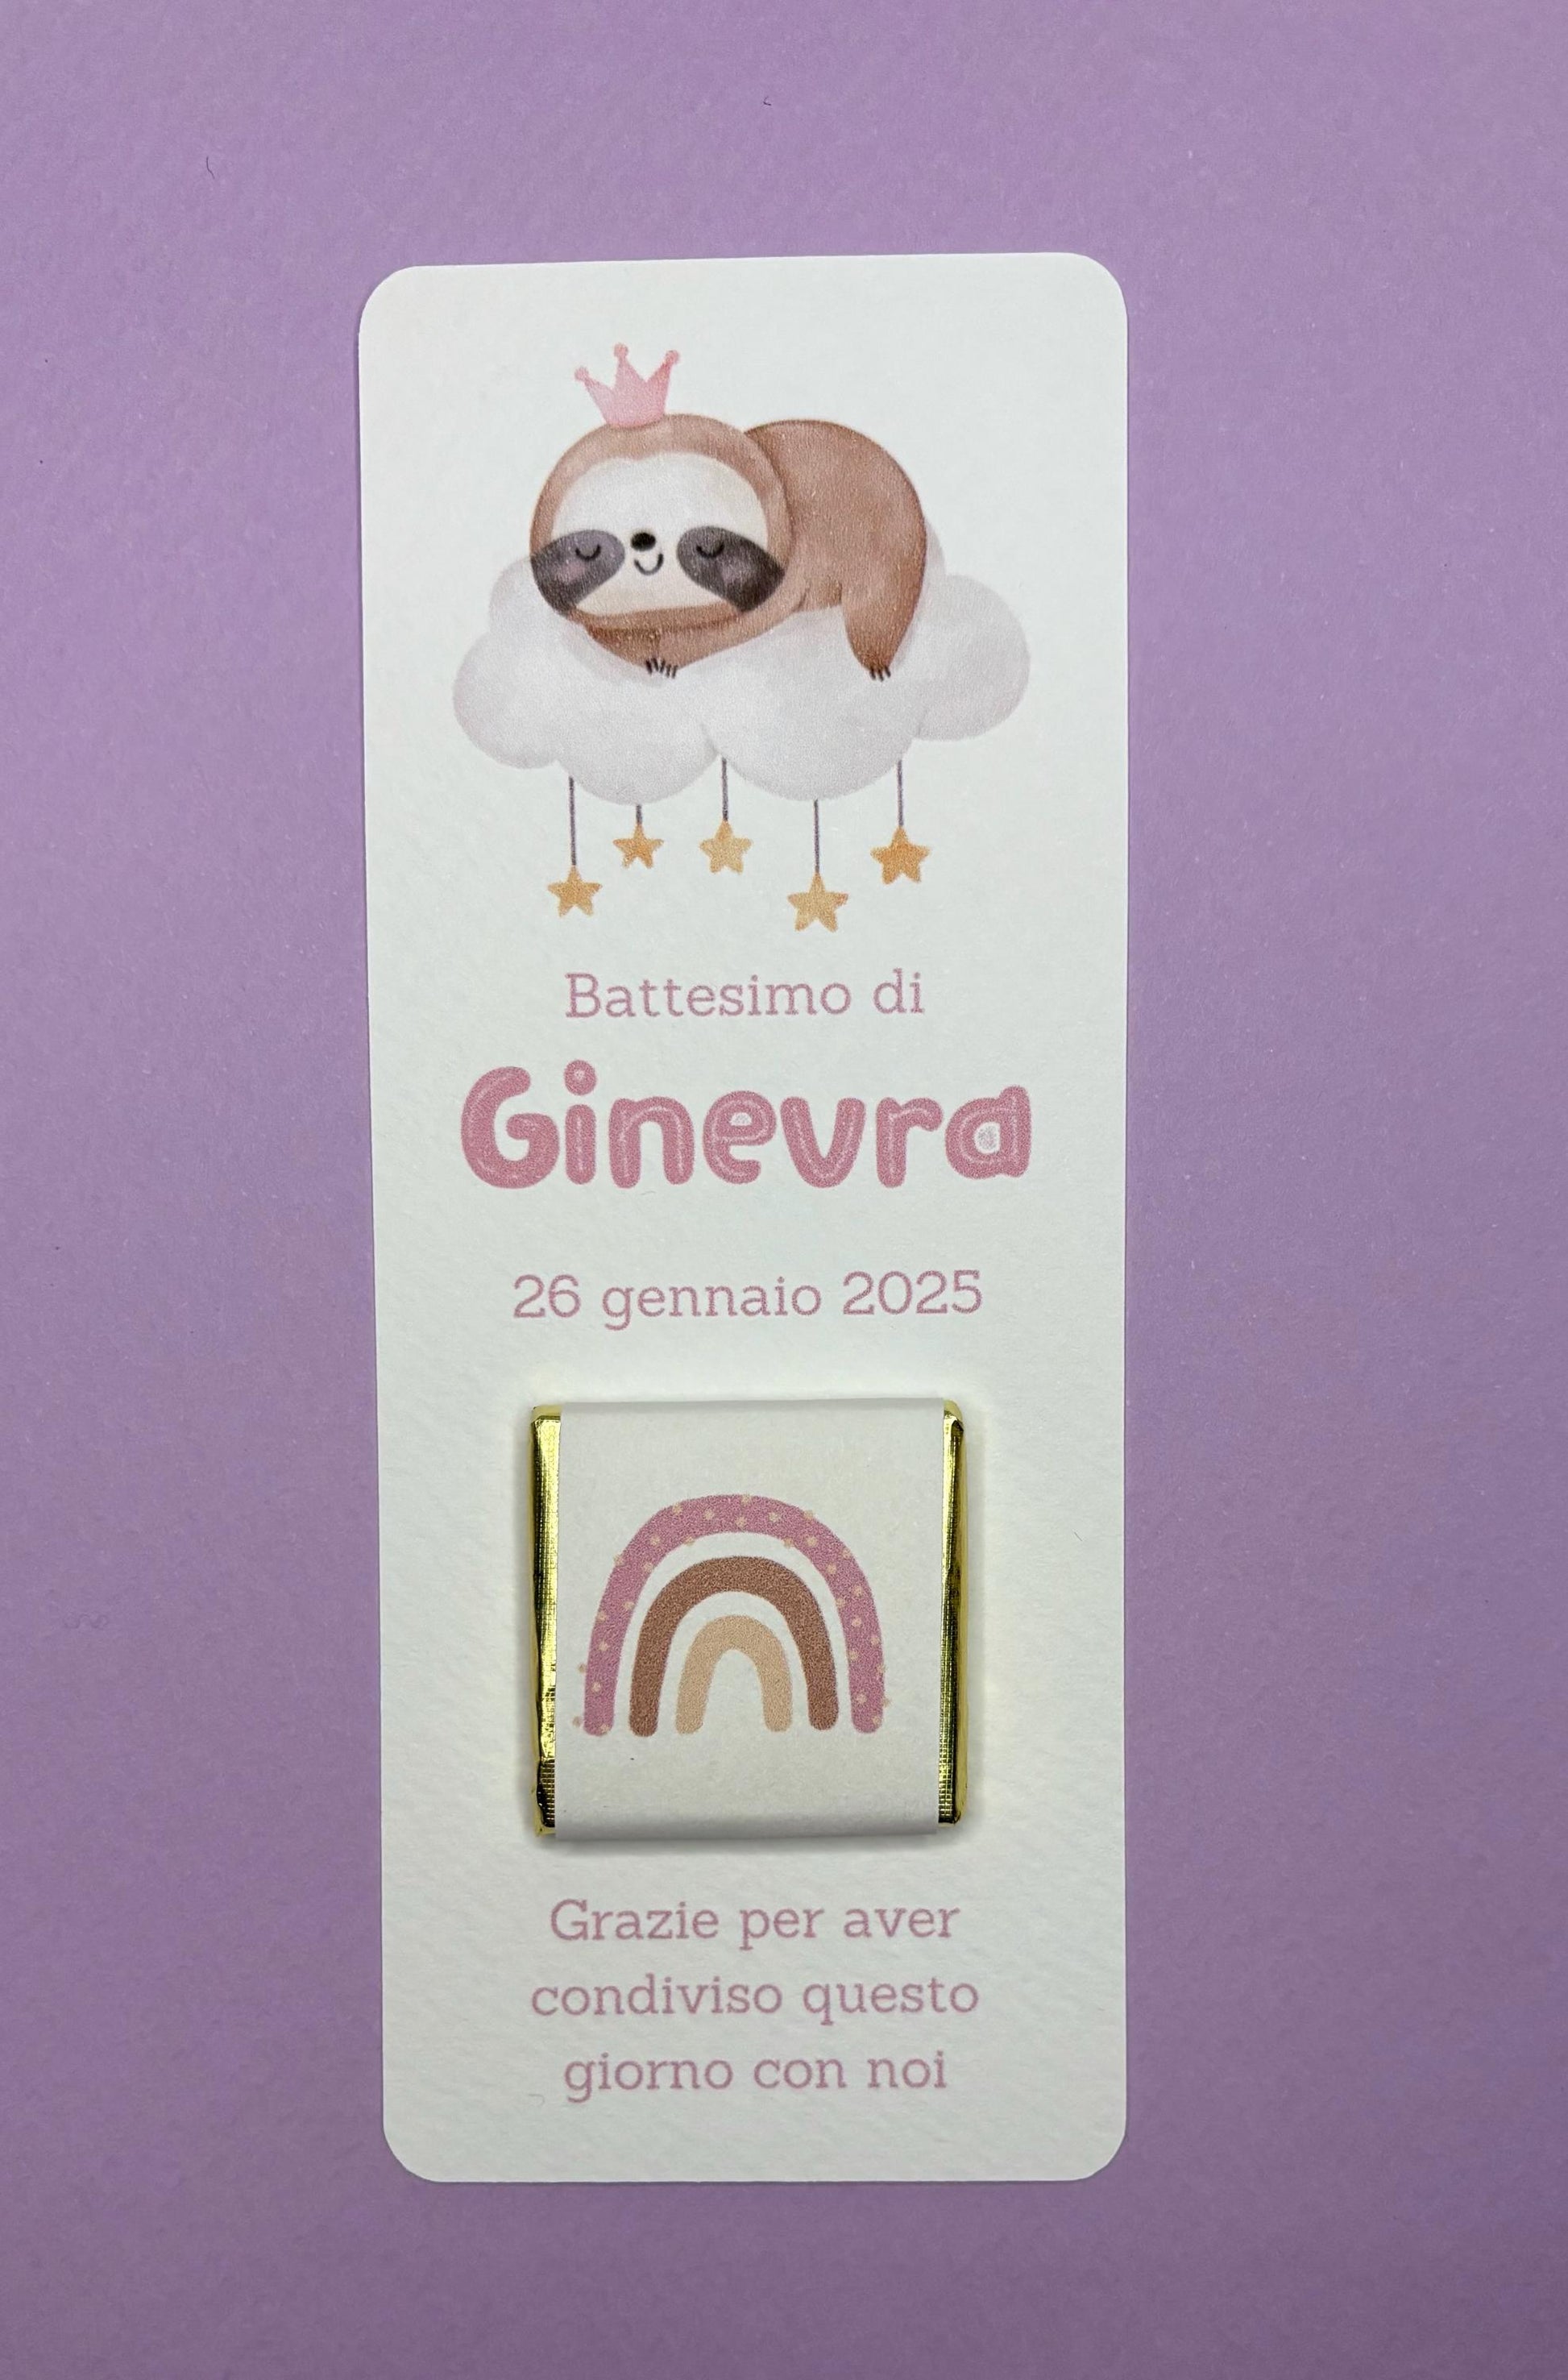 Battesimo di
Ginevra
26 gennaio 2025
Grazie per aver
condiviso questo
giorno con noi